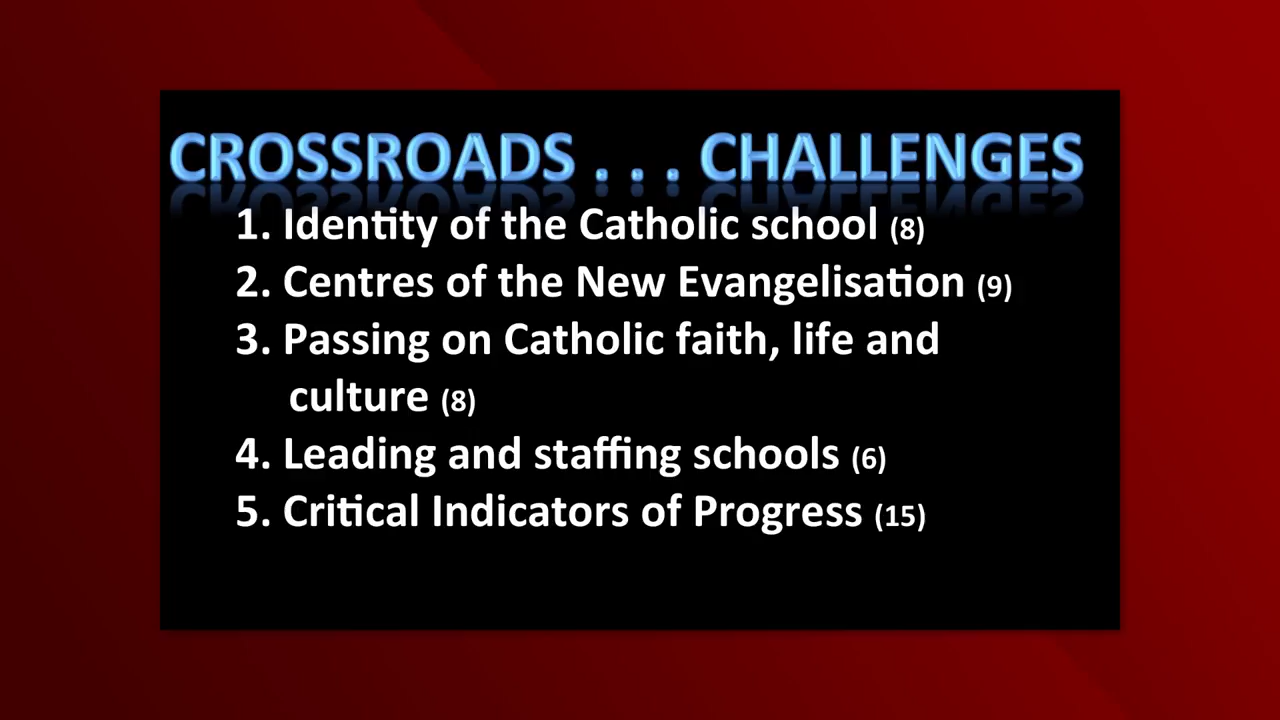 CROSSROADS . . . CHALLENGES
1. Identity of the Catholic school (8)
2. Centres of the New Evangelisation (9)
3. Passing on Catholic faith, life and
culture (8)
4. Leading and staffing schools (6)
5. Critical Indicators of Progress (15)